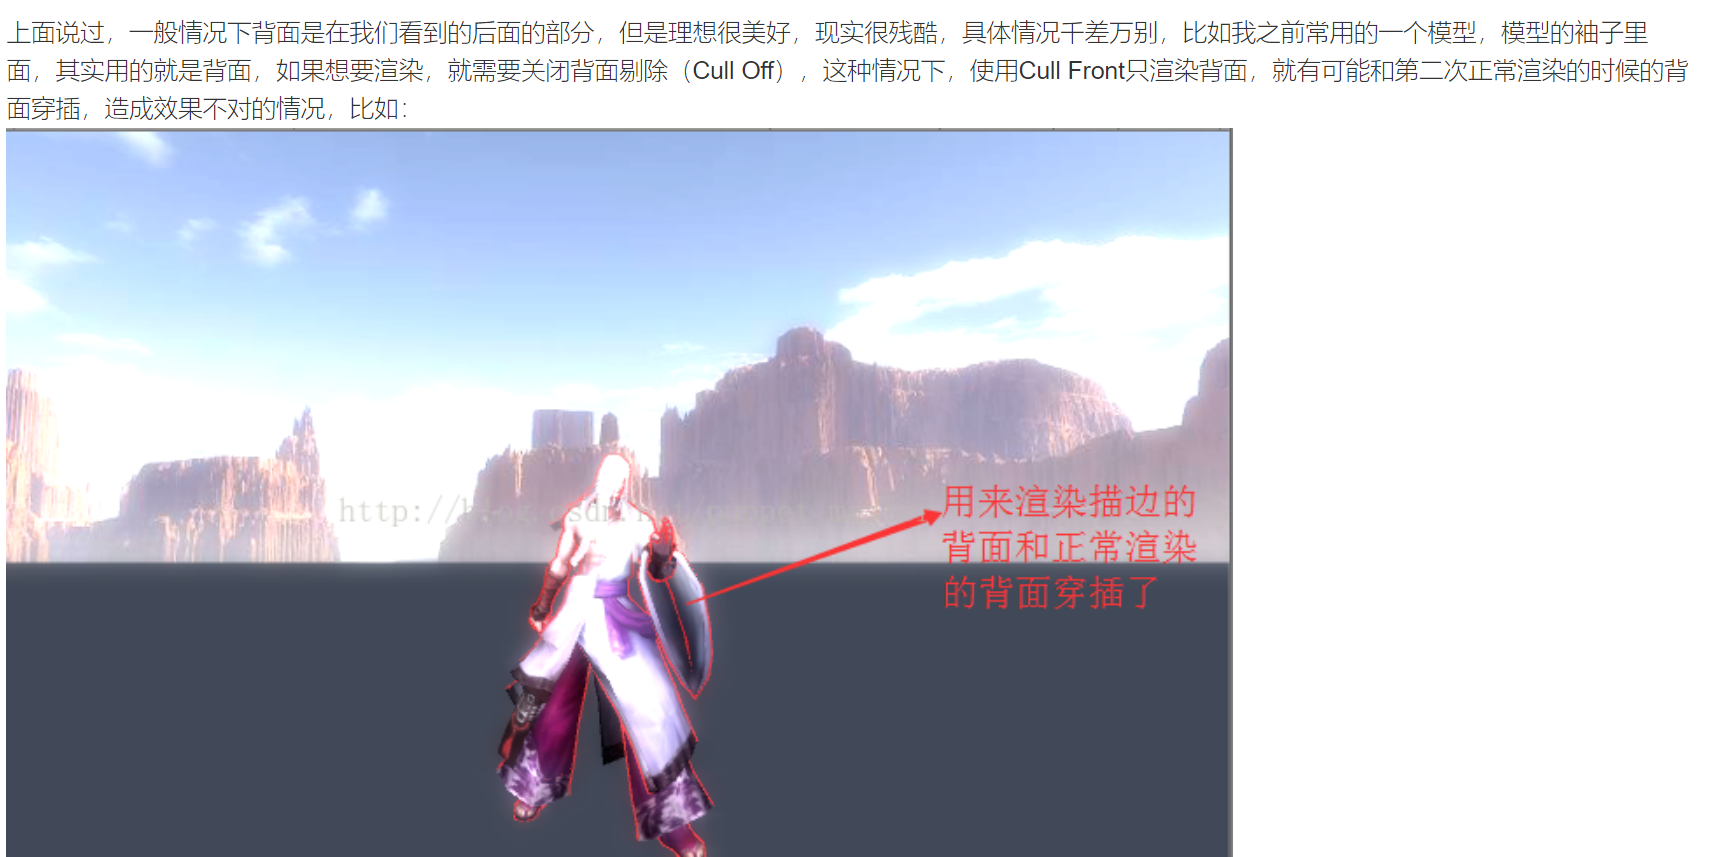 上面说过，一般情况下背面是在我们看到的后面的部分，但是理想很美好，现实很残酷，具体情况千差万别，比如我之前常用的一个模型，模型的袖子里
面，其实用的就是背面，如果想要渲染，就需要关闭背面剔除（Cull Off），这种情况下，使用Cull Front只渲染背面，就有可能和第二次正常渲染的时候的背
面穿插，造成效果不对的情况，比如：
用来渲染描边的
背面和正常渲染
的背面穿插了
http://